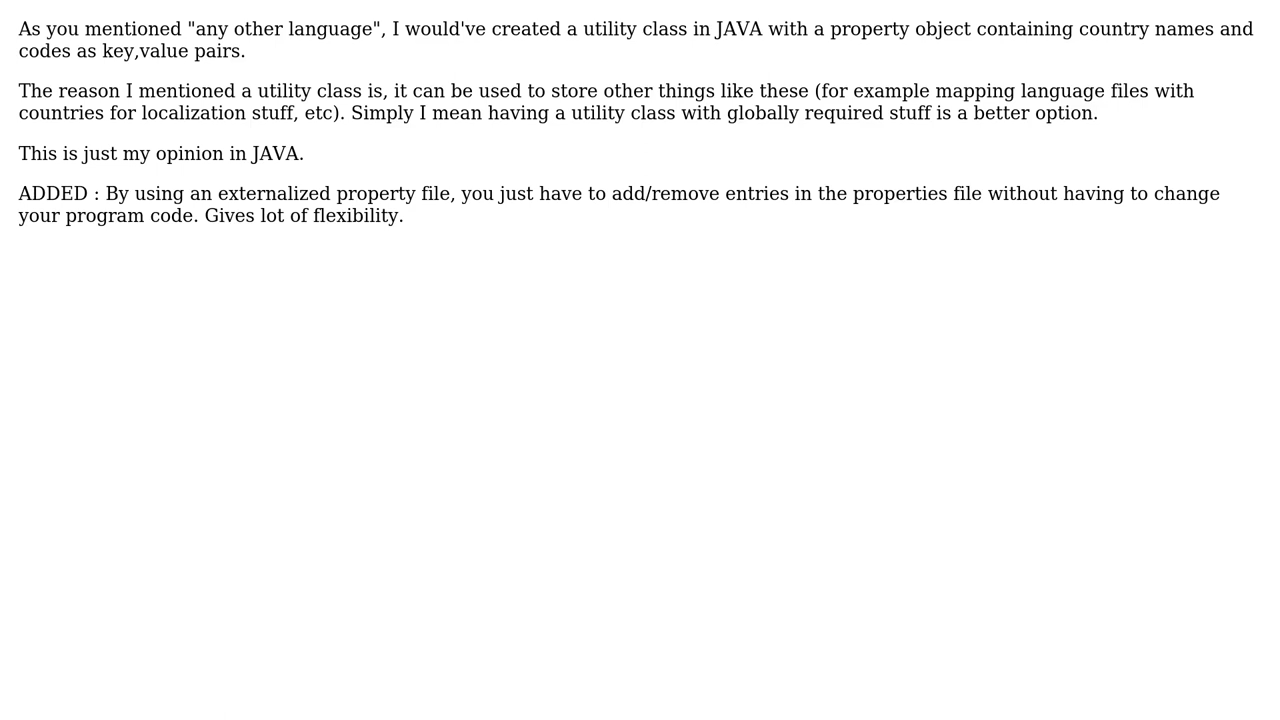 As you mentioned "any other language", I would've created a utility class in JAVA with a property object containing country names and
codes as key,value pairs.
The reason I mentioned a utility class is, it can be used to store other things like these (for example mapping language files with
countries for localization stuff, etc). Simply I mean having a utility class with globally required stuff is a better option.
This is just my opinion in JAVA.
ADDED : By using an externalized property file, you just have to add/remove entries in the properties file without having to change
your program code. Gives lot of flexibility.